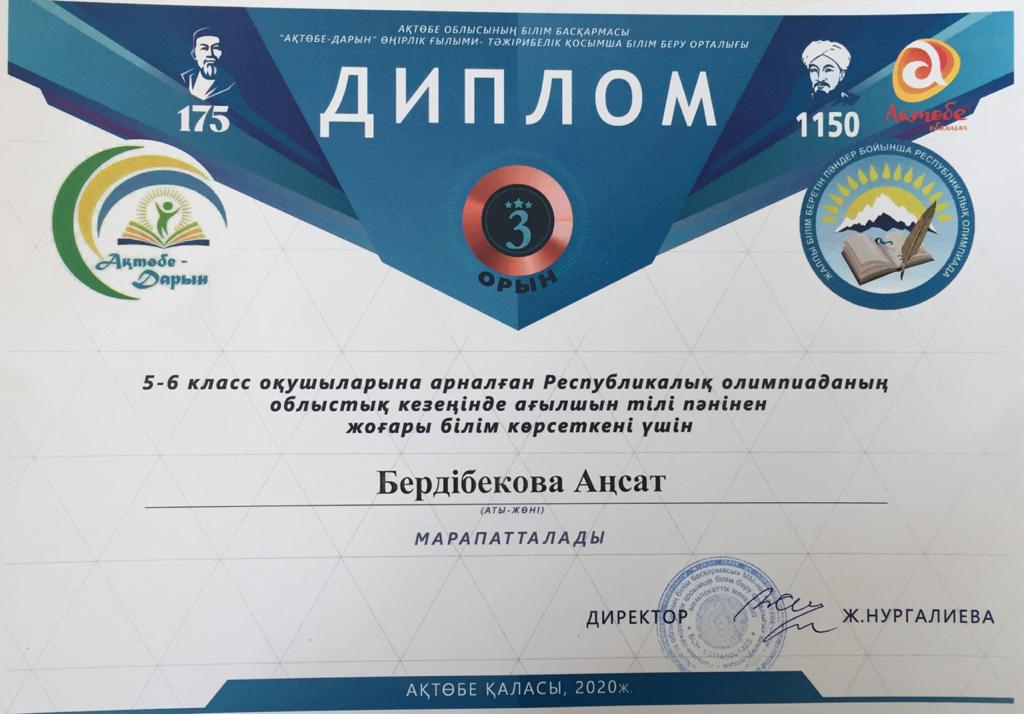 АҚТӨБЕ ОБЛЫСЫНЫҢ БІЛІМ БАСҚАРМАСЫ
"АҚТӨБЕ-ДАРЫН" ӨҢІРЛІК ҒЫЛЫМИ- ТӘЖІРИБЕЛІК ҚОСЫМША БІЛІМ БЕРУ ОРТАЛЫҒЫ
ДИПЛОМ
175
1150
Ақтөбе
облысы
Ақтөбе -
Дарын
3
ОРЫН
ЖАЛПЫ БІЛІМ БЕРЕТІН ПӘНДЕР БОЙЫНША РЕСПУБЛИКАЛЫҚ ОЛИМПИАДА
5-6 класс оқушыларына арналған Республикалық олимпиаданың
облыстық кезеңінде ағылшын тілі пәнінен
жоғары білім көрсеткені үшін
Бердібекова Аңсат
(АТЫ-ЖӨНІ)
МАРАПАТТАЛАДЫ
ДИРЕКТОР Ж.НУРГАЛИЕВА
АҚТӨБЕ ҚАЛАСЫ, 2020ж.